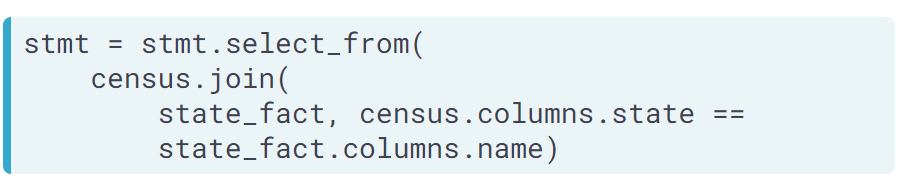 stmt = stmt.select_from(
    census.join(
        state_fact, census.columns.state ==
        state_fact.columns.name)